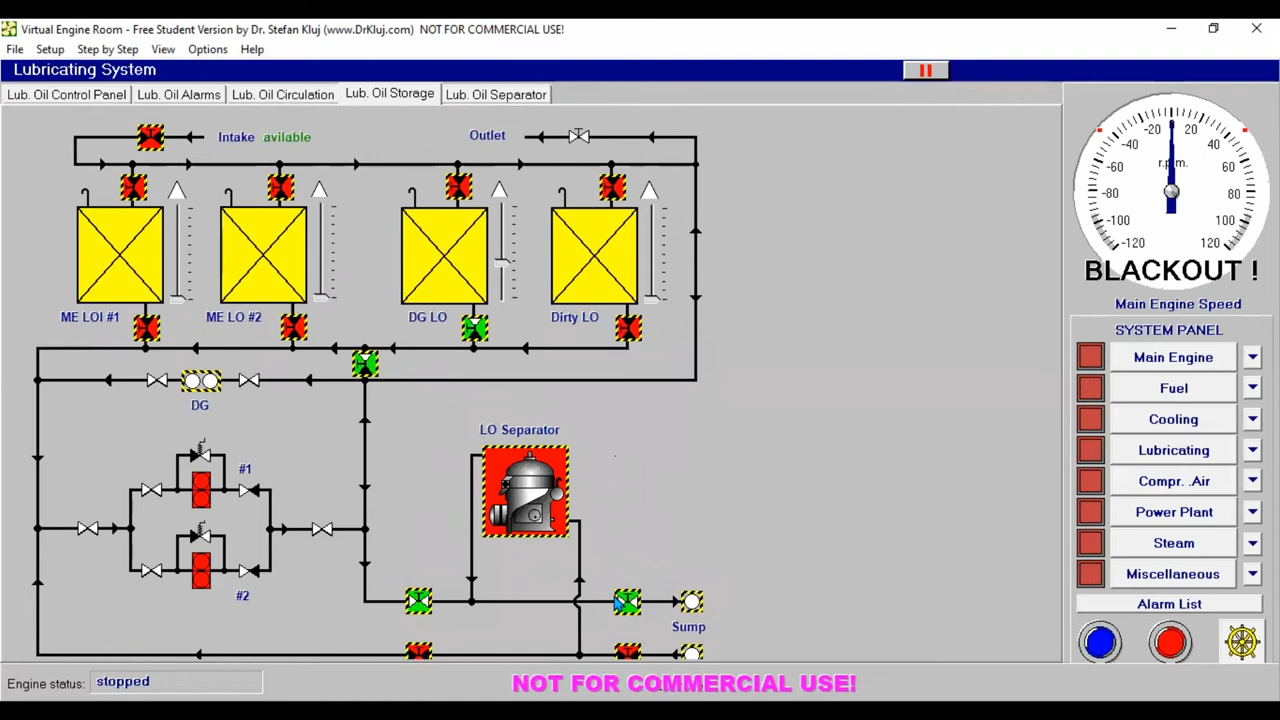 Virtual Engine Room - Free Student Version by Dr. Stefan Kluj (www.DrKluj.com)  NOT FOR COMMERCIAL USE!
File Setup Step by Step View Options Help
Lubricating System
Lub. Oil Control Panel Lub. Oil Alarms Lub. Oil Circulation Lub. Oil Storage Lub. Oil Separator
Intake avilable
Outlet
ME LOI #1
ME LO #2
DG LO
Dirty LO
DG
LO Separator
#1
#2
Sump
-20 20
-40 40
r.p.m.
-60 60
-80 80
-100 100
-120 120
BLACKOUT !
Main Engine Speed
SYSTEM PANEL
Main Engine
Fuel
Cooling
Lubricating
Compr. .Air
Power Plant
Steam
Miscellaneous
Alarm List
Engine status: stopped
NOT FOR COMMERCIAL USE!